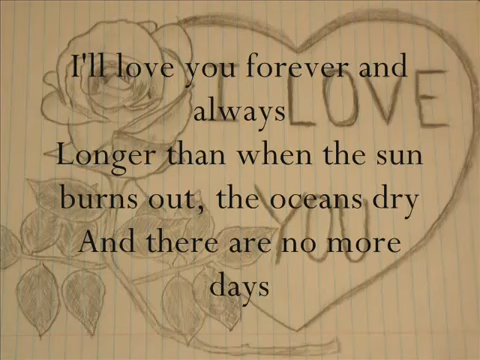 I'll love you forever and
always
Longer than when the sun
burns out, the oceans dry
And there are no more
days
I LOVE
YOU